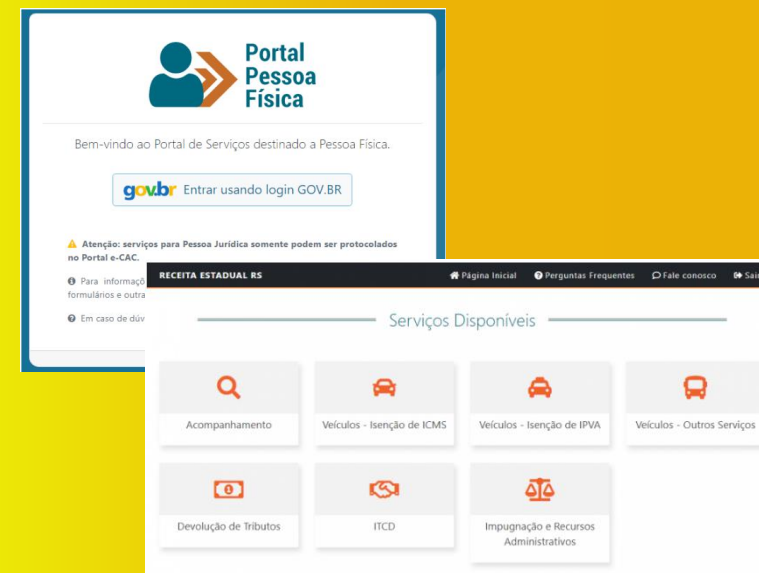 Portal
Pessoa
Física
Bem-vindo ao Portal de Serviços destinado a Pessoa Física.
gov.br Entrar usando login GOV.BR
Atenção: serviços para Pessoa Jurídica somente podem ser protocolados
no Portal e-CAC.
Para
formulários e outra
Em caso de
RECEITA ESTADUAL RS Página Inicial Perguntas Frequentes Fale conosco Sair
Serviços Disponíveis
Acompanhamento Veículos - Isenção de ICMS Veículos - Isenção de IPVA Veículos - Outros Serviços
Devolução de Tributos ITCD Impugnação e Recursos
Administrativos